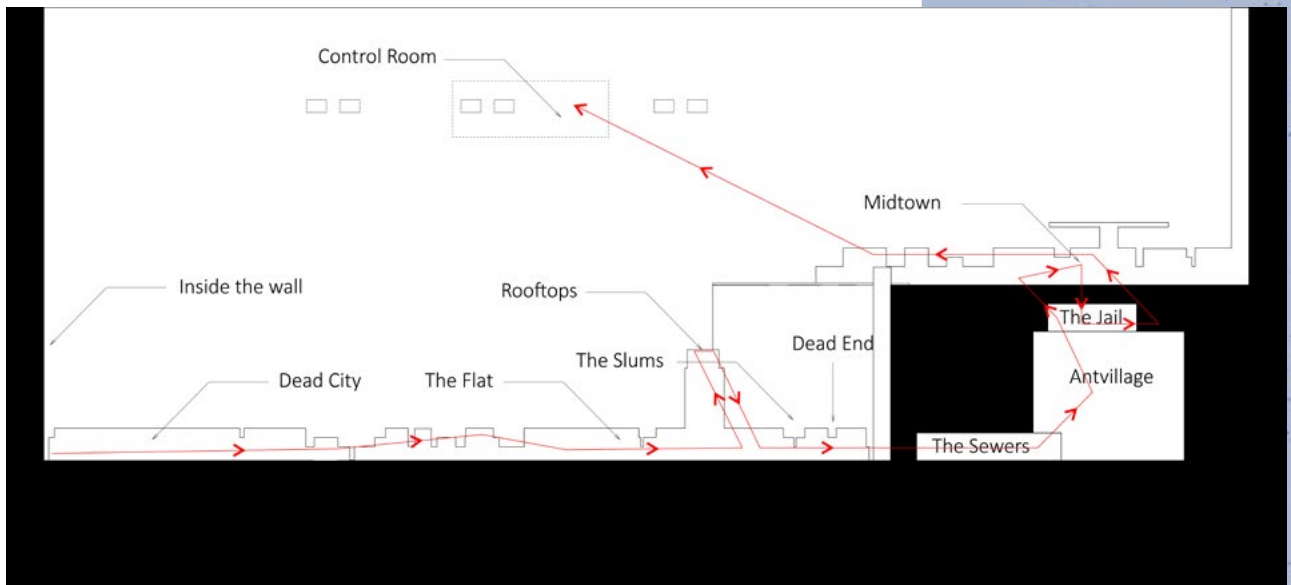 Control Room
Midtown
Inside the wall
Rooftops
The Jail
Dead End
The Slums
Dead City
The Flat
Antvillage
The Sewers